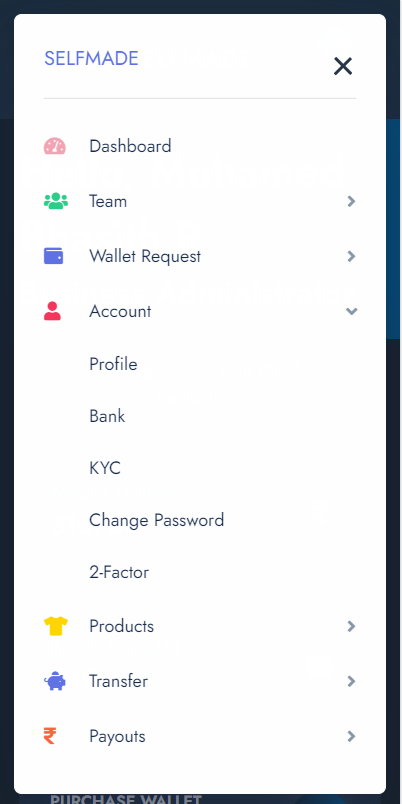 SELFMADE
Dashboard
Team
Wallet Request
Account
Profile
Bank
KYC
Change Password
2-Factor
Products
Transfer
Payouts
PURCHASE WALLET